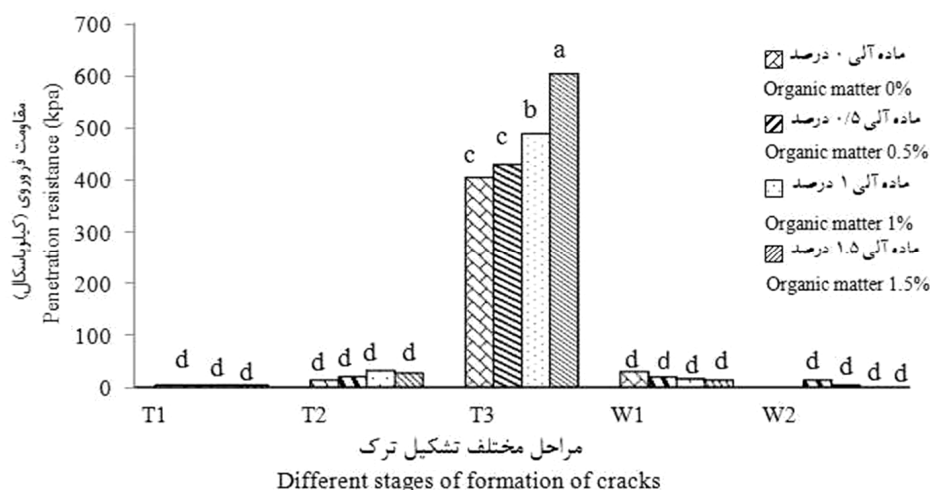 700
600
500
400
300
200
100
0
مقاومت فروروی (کیلوپاسکال)
Penetration resistance (kpa)
d d d
d d d d
c c b a
d d d d
d d d d
T1 T2 T3 W1 W2
مراحل مختلف تشکیل ترک
Different stages of formation of cracks
ماده آلی ۰ درصد
Organic matter 0%
ماده آلی ۰/۵ درصد
Organic matter 0.5%
ماده آلی ۱ درصد
Organic matter 1%
ماده آلی ۱.۵ درصد
Organic matter 1.5%